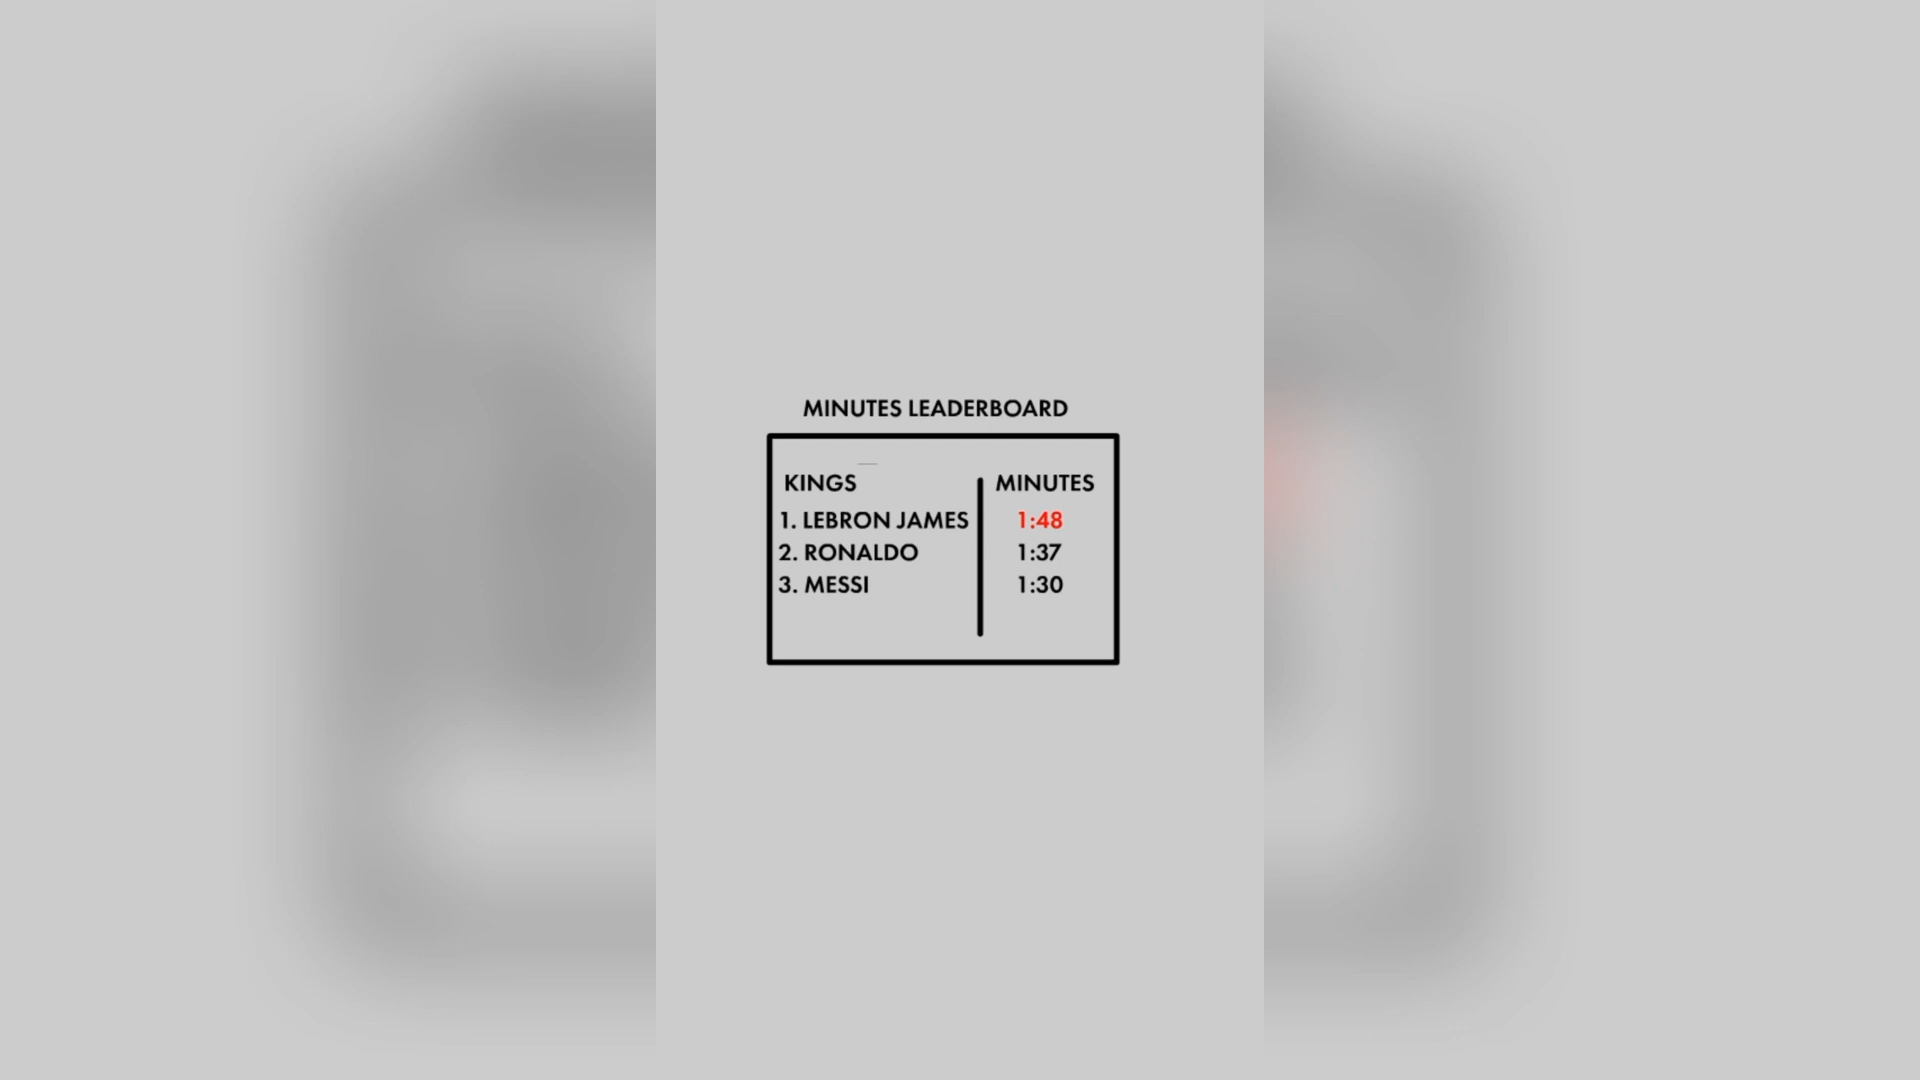 MINUTES LEADERBOARD
KINGS MINUTES
1. LEBRON JAMES 1:48
2. RONALDO 1:37
3. MESSI 1:30